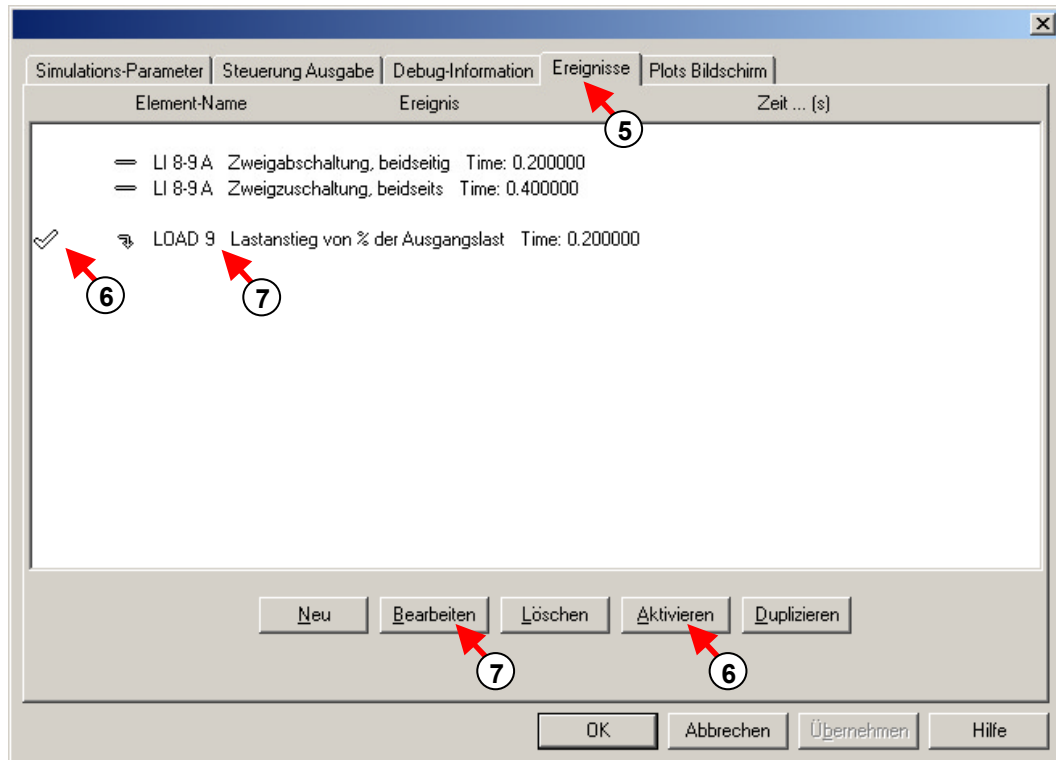 Simulations-Parameter Steuerung Ausgabe Debug-Information Ereignisse Plots Bildschirm
Element-Name Ereignis Zeit ... (s)
5
LI 8-9 A Zweigabschaltung, beidseitig Time: 0.200000
LI 8-9 A Zweigzuschaltung, beidseits Time: 0.400000
LOAD 9 Lastanstieg von % der Ausgangslast Time: 0.200000
6 7
Neu Bearbeiten Löschen Aktivieren Duplizieren
7 6
OK Abbrechen Übernehmen Hilfe